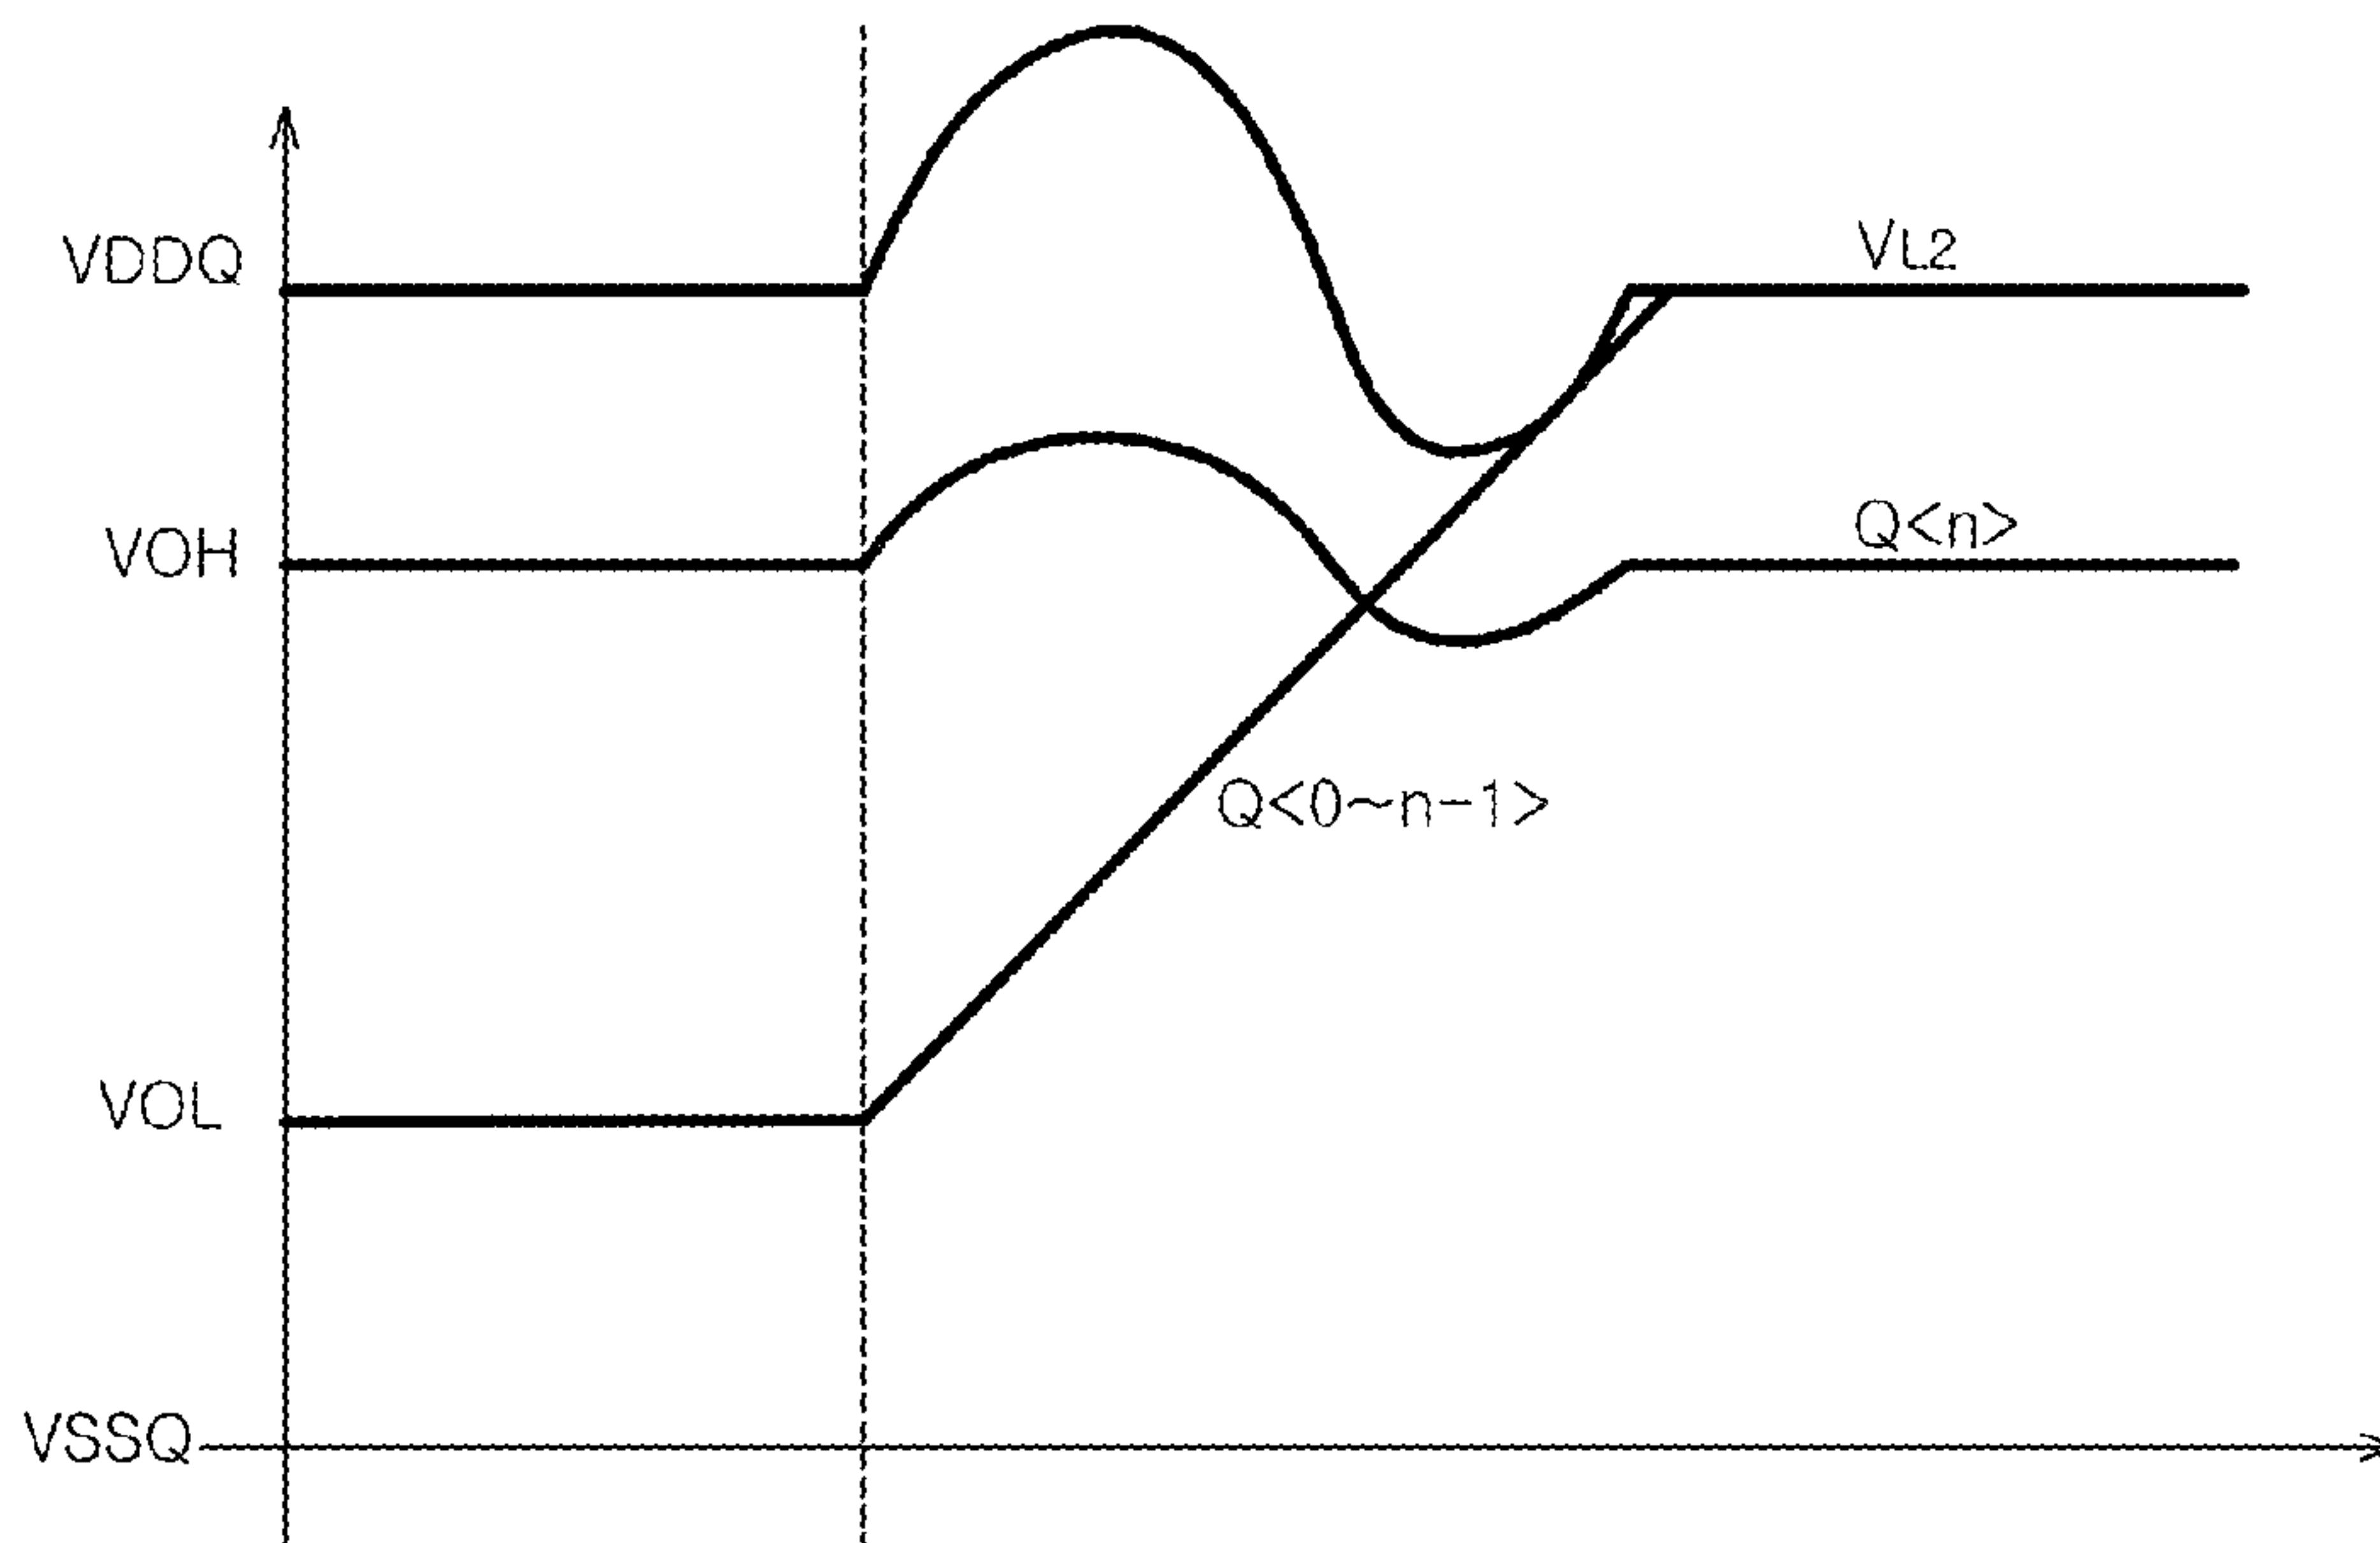 VDDQ
VL2
VOH
Q<n>
Q<0~n-1>
VOL
VSSQ